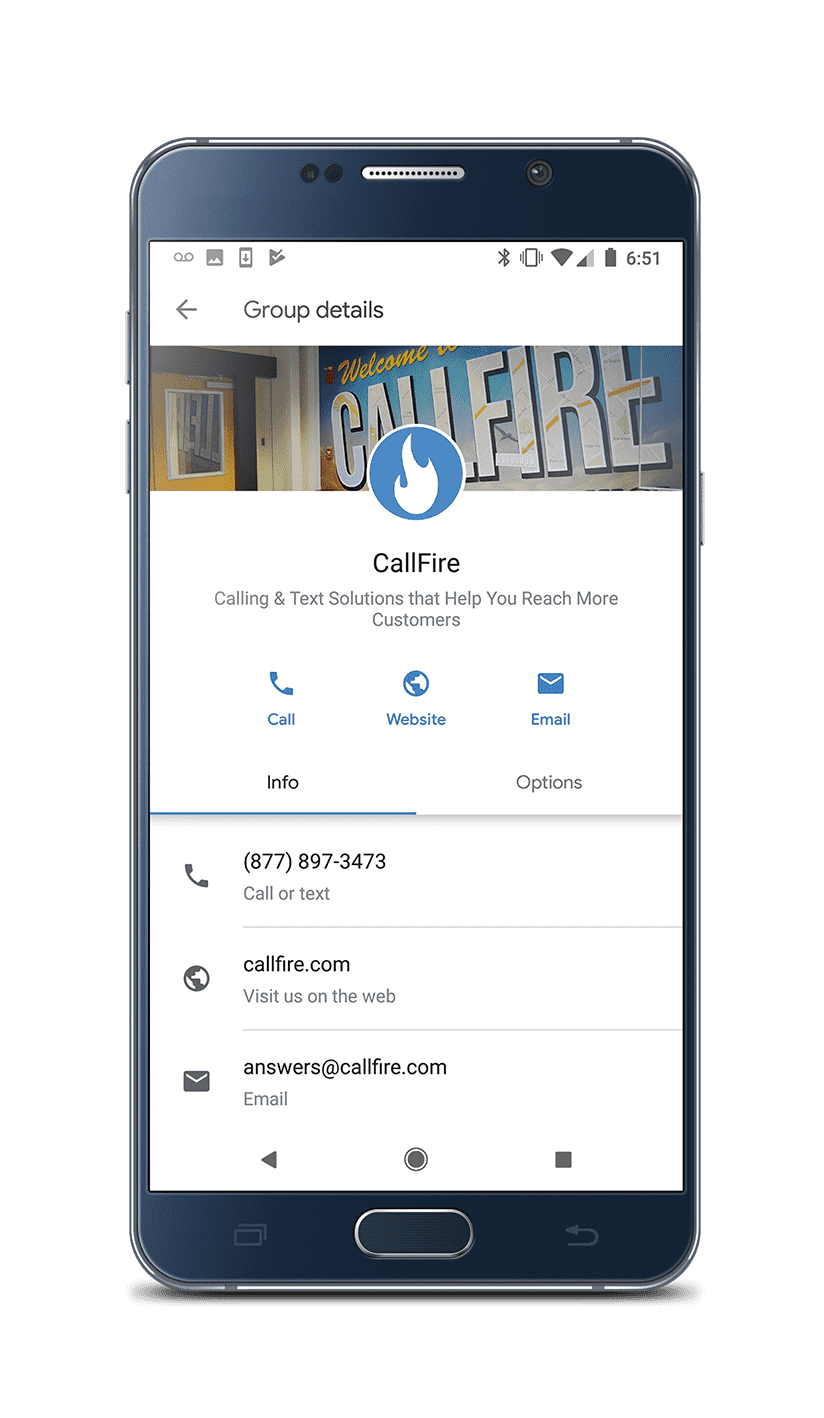 6:51
Group details
Welcome to
CALLFIRE
CallFire
Calling & Text Solutions that Help You Reach More
Customers
Call
Website
Email
Info
Options
(877) 897-3473
Call or text
callfire.com
Visit us on the web
answers@callfire.com
Email